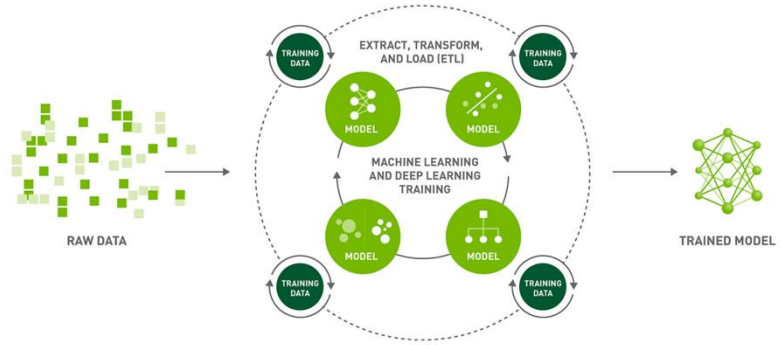 TRAINING
DATA
EXTRACT, TRANSFORM,
AND LOAD (ETL)
TRAINING
DATA
MODEL
MODEL
MACHINE LEARNING
AND DEEP LEARNING
TRAINING
RAW DATA
MODEL
MODEL
TRAINED MODEL
TRAINING
DATA
TRAINING
DATA